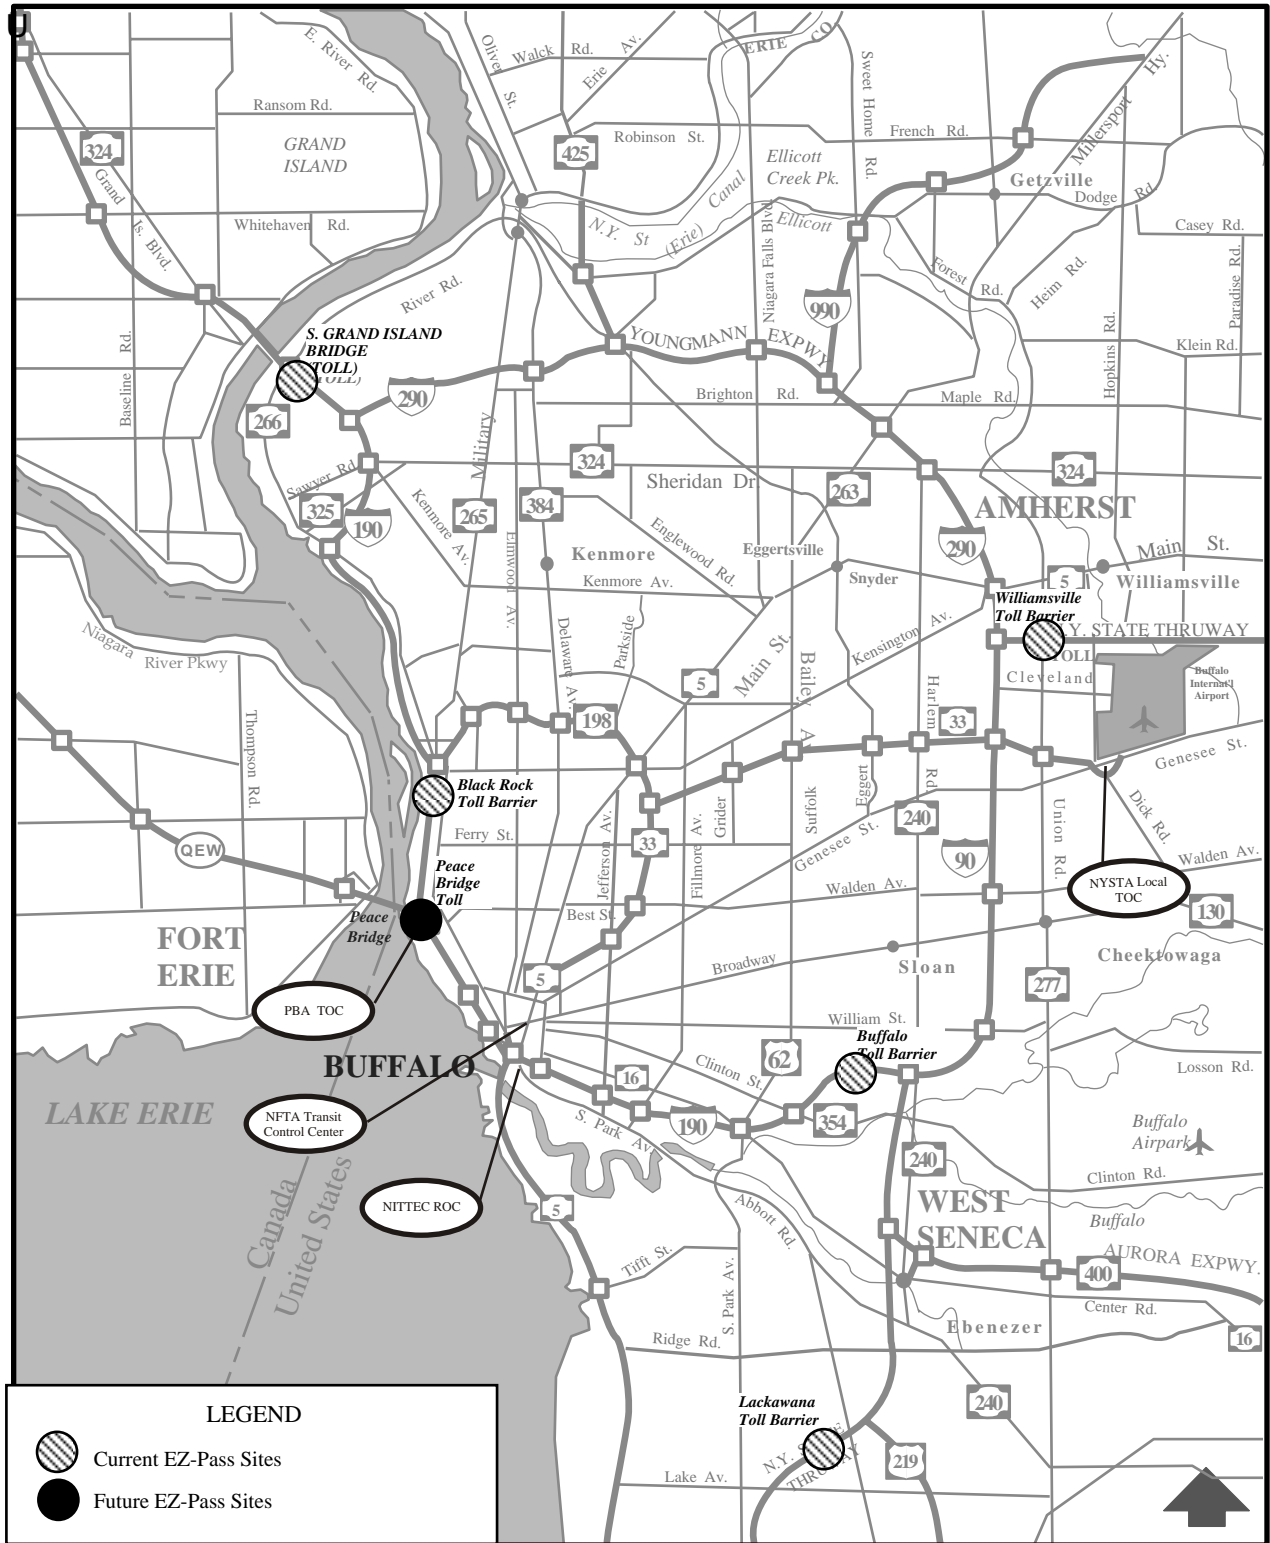 U
E. River Rd.
Oliver St.
Walck Rd.
Erie Av.
ERIE CO
Sweet Home Rd.
Millersport Hy.
Ransom Rd.
GRAND
ISLAND
324
425
Robinson St.
French Rd.
Ellicott
Creek Pk.
Getzville
Dodge Rd.
Grand Is. Blvd.
Whitehaven Rd.
N.Y. St (Erie) Canal
Niagara Falls Blvd.
Ellicott
Casey Rd.
River Rd.
Forest Rd.
Heim Rd.
Paradise Rd.
990
Baseline Rd.
S. GRAND ISLAND
BRIDGE
(TOLL)
YOUNGMANN EXPWY
Hopkins Rd.
Klein Rd.
290
266
Brighton Rd.
Maple Rd.
Military
324
Sheridan Dr.
263
324
Sawyer Rd.
325
190
Kenmore Av.
265
384
AMHERST
Elmwood Av.
Kenmore
Englewood Rd.
Eggertsville
290
Main St.
Kenmore Av.
Snyder
5
Williamsville
Williamsville
Toll Barrier
N.Y. STATE THRUWAY
TOLL
Niagara
River Pkwy
Delaware Av.
Parkside
Main St.
Kensington Av.
Bailey Av
5
Cleveland
Buffalo
Internat'l
Airport
Harlem Rd.
33
198
Thompson Rd.
Genesee St.
Black Rock
Toll Barrier
Grider
Suffolk
Eggert
Dick Rd.
Union Rd.
240
Ferry St.
Jefferson Av.
33
Fillmore Av.
Genesee St.
90
Walden Av.
QEW
Peace
Bridge
Toll
Walden Av.
NYSTA Local
TOC
130
Peace
Bridge
Best St.
FORT
ERIE
Broadway
Sloan
Cheektowaga
5
277
PBA TOC
William St.
Buffalo
Toll Barrier
BUFFALO
62
Clinton St.
16
Losson Rd.
LAKE ERIE
NFTA Transit
Control Center
S. Park Av
190
354
Buffalo
Airpark
240
Clinton Rd.
Canada
United States
NITTEC ROC
5
Abbott Rd.
WEST
SENECA
Buffalo
AURORA EXPWY.
Tifft St.
S. Park Av.
400
Center Rd.
Ebenezer
16
Ridge Rd.
Lackawana
Toll Barrier
240
N.Y. STATE
THRUWAY
219
Lake Av.
LEGEND
Current EZ-Pass Sites
Future EZ-Pass Sites